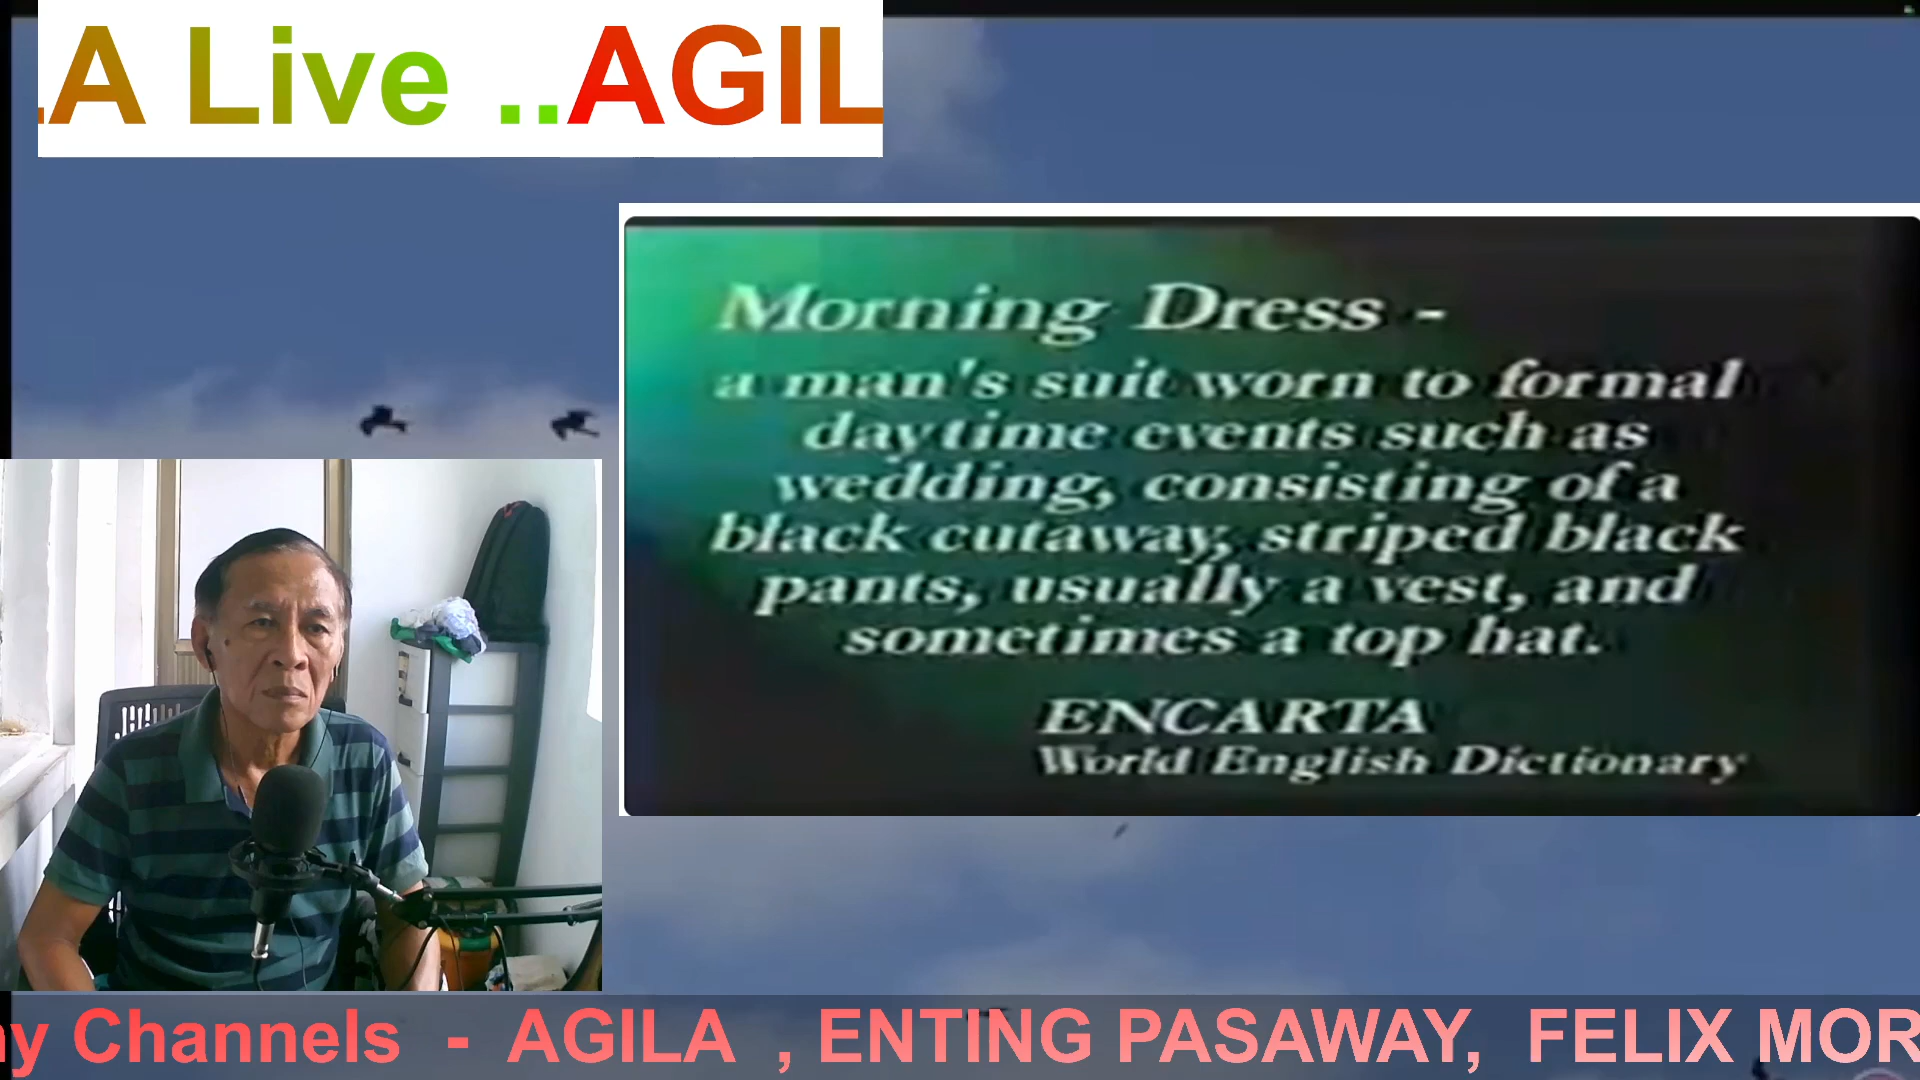 A Live ..AGIL
Morning Dress -
a man's suit worn to formal
daytime events such as
wedding, consisting of a
black cutaway, striped black
pants, usually a vest, and
sometimes a top hat.
ENCARTA
World English Dictionary
y Channels - AGILA , ENTING PASAWAY, FELIX MOR